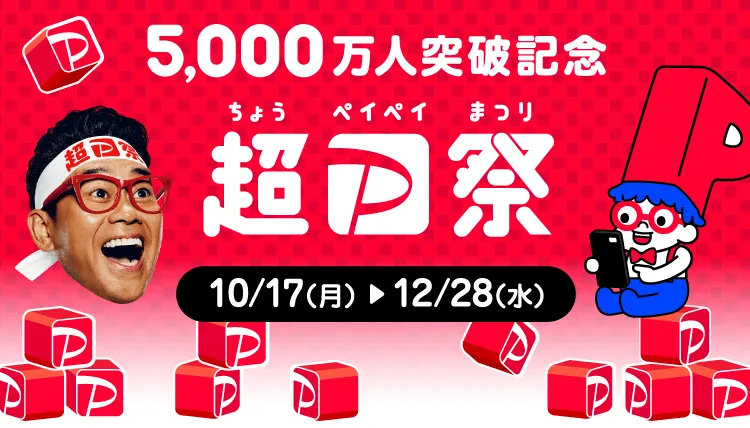 5,000万人突破記念
ちょう ペイペイ まつり
超P祭
超P祭
10/17(月)▶12/28(水)